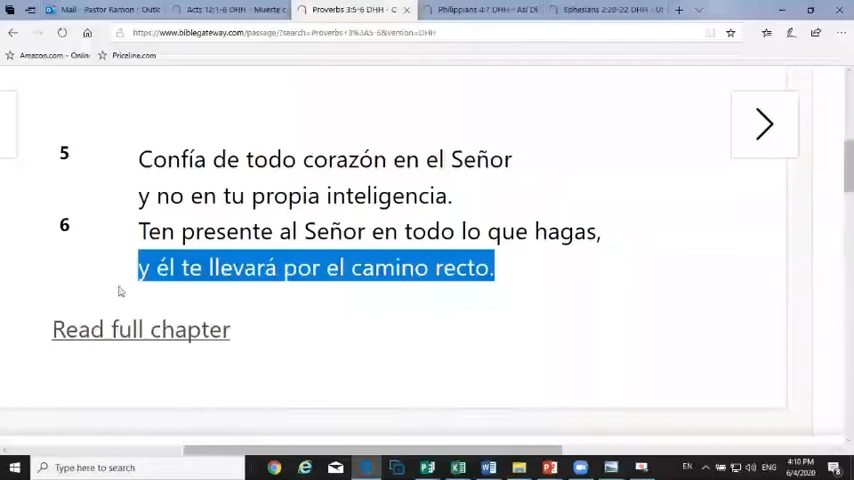 Mail - Pastor Ramon - Outlo
Acts 12:1-6 DHH - Muerte c
Proverbs 3:5-6 DHH - C
Philippians 4:7 DHH - Así Di
Ephesians 2:20-22 DHH - Us
https://www.biblegateway.com/passage/?search=Proverbs+3%3A5-6&version=DHH
Amazon.com – Onlin
Priceline.com
5 Confía de todo corazón en el Señor
y no en tu propia inteligencia.
6 Ten presente al Señor en todo lo que hagas,
y él te llevará por el camino recto.
Read full chapter
Type here to search
EN
ENG
4:10 PM
6/4/2020